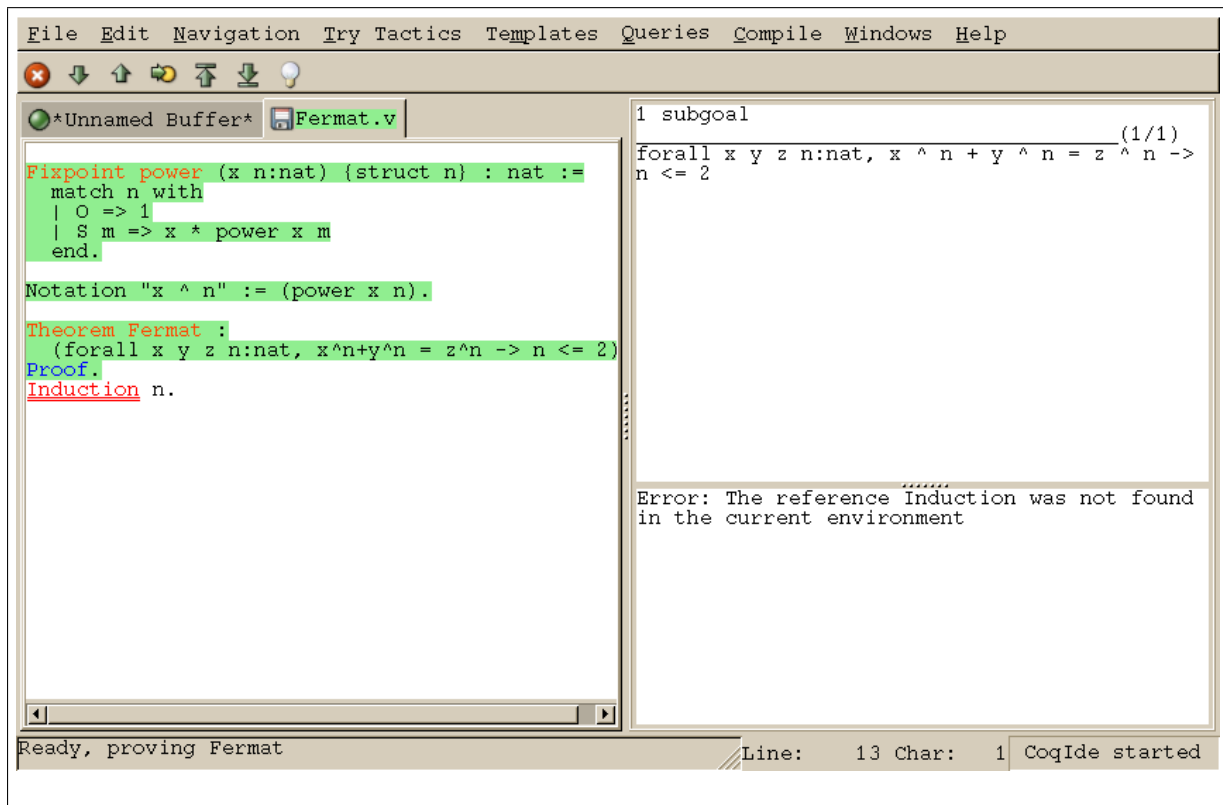 File Edit Navigation Try Tactics Templates Queries Compile Windows Help
*Unnamed Buffer* Fermat.v
Fixpoint power (x n:nat) {struct n} : nat :=
match n with
| O => 1
| S m => x * power x m
end.
Notation "x ^ n" := (power x n).
Theorem Fermat :
(forall x y z n:nat, x^n+y^n = z^n -> n <= 2)
Proof.
Induction n.
1 subgoal
(1/1)
forall x y z n:nat, x ^ n + y ^ n = z ^ n ->
n <= 2
Error: The reference Induction was not found
in the current environment
Ready, proving Fermat
Line: 13 Char: 1 CoqIde started